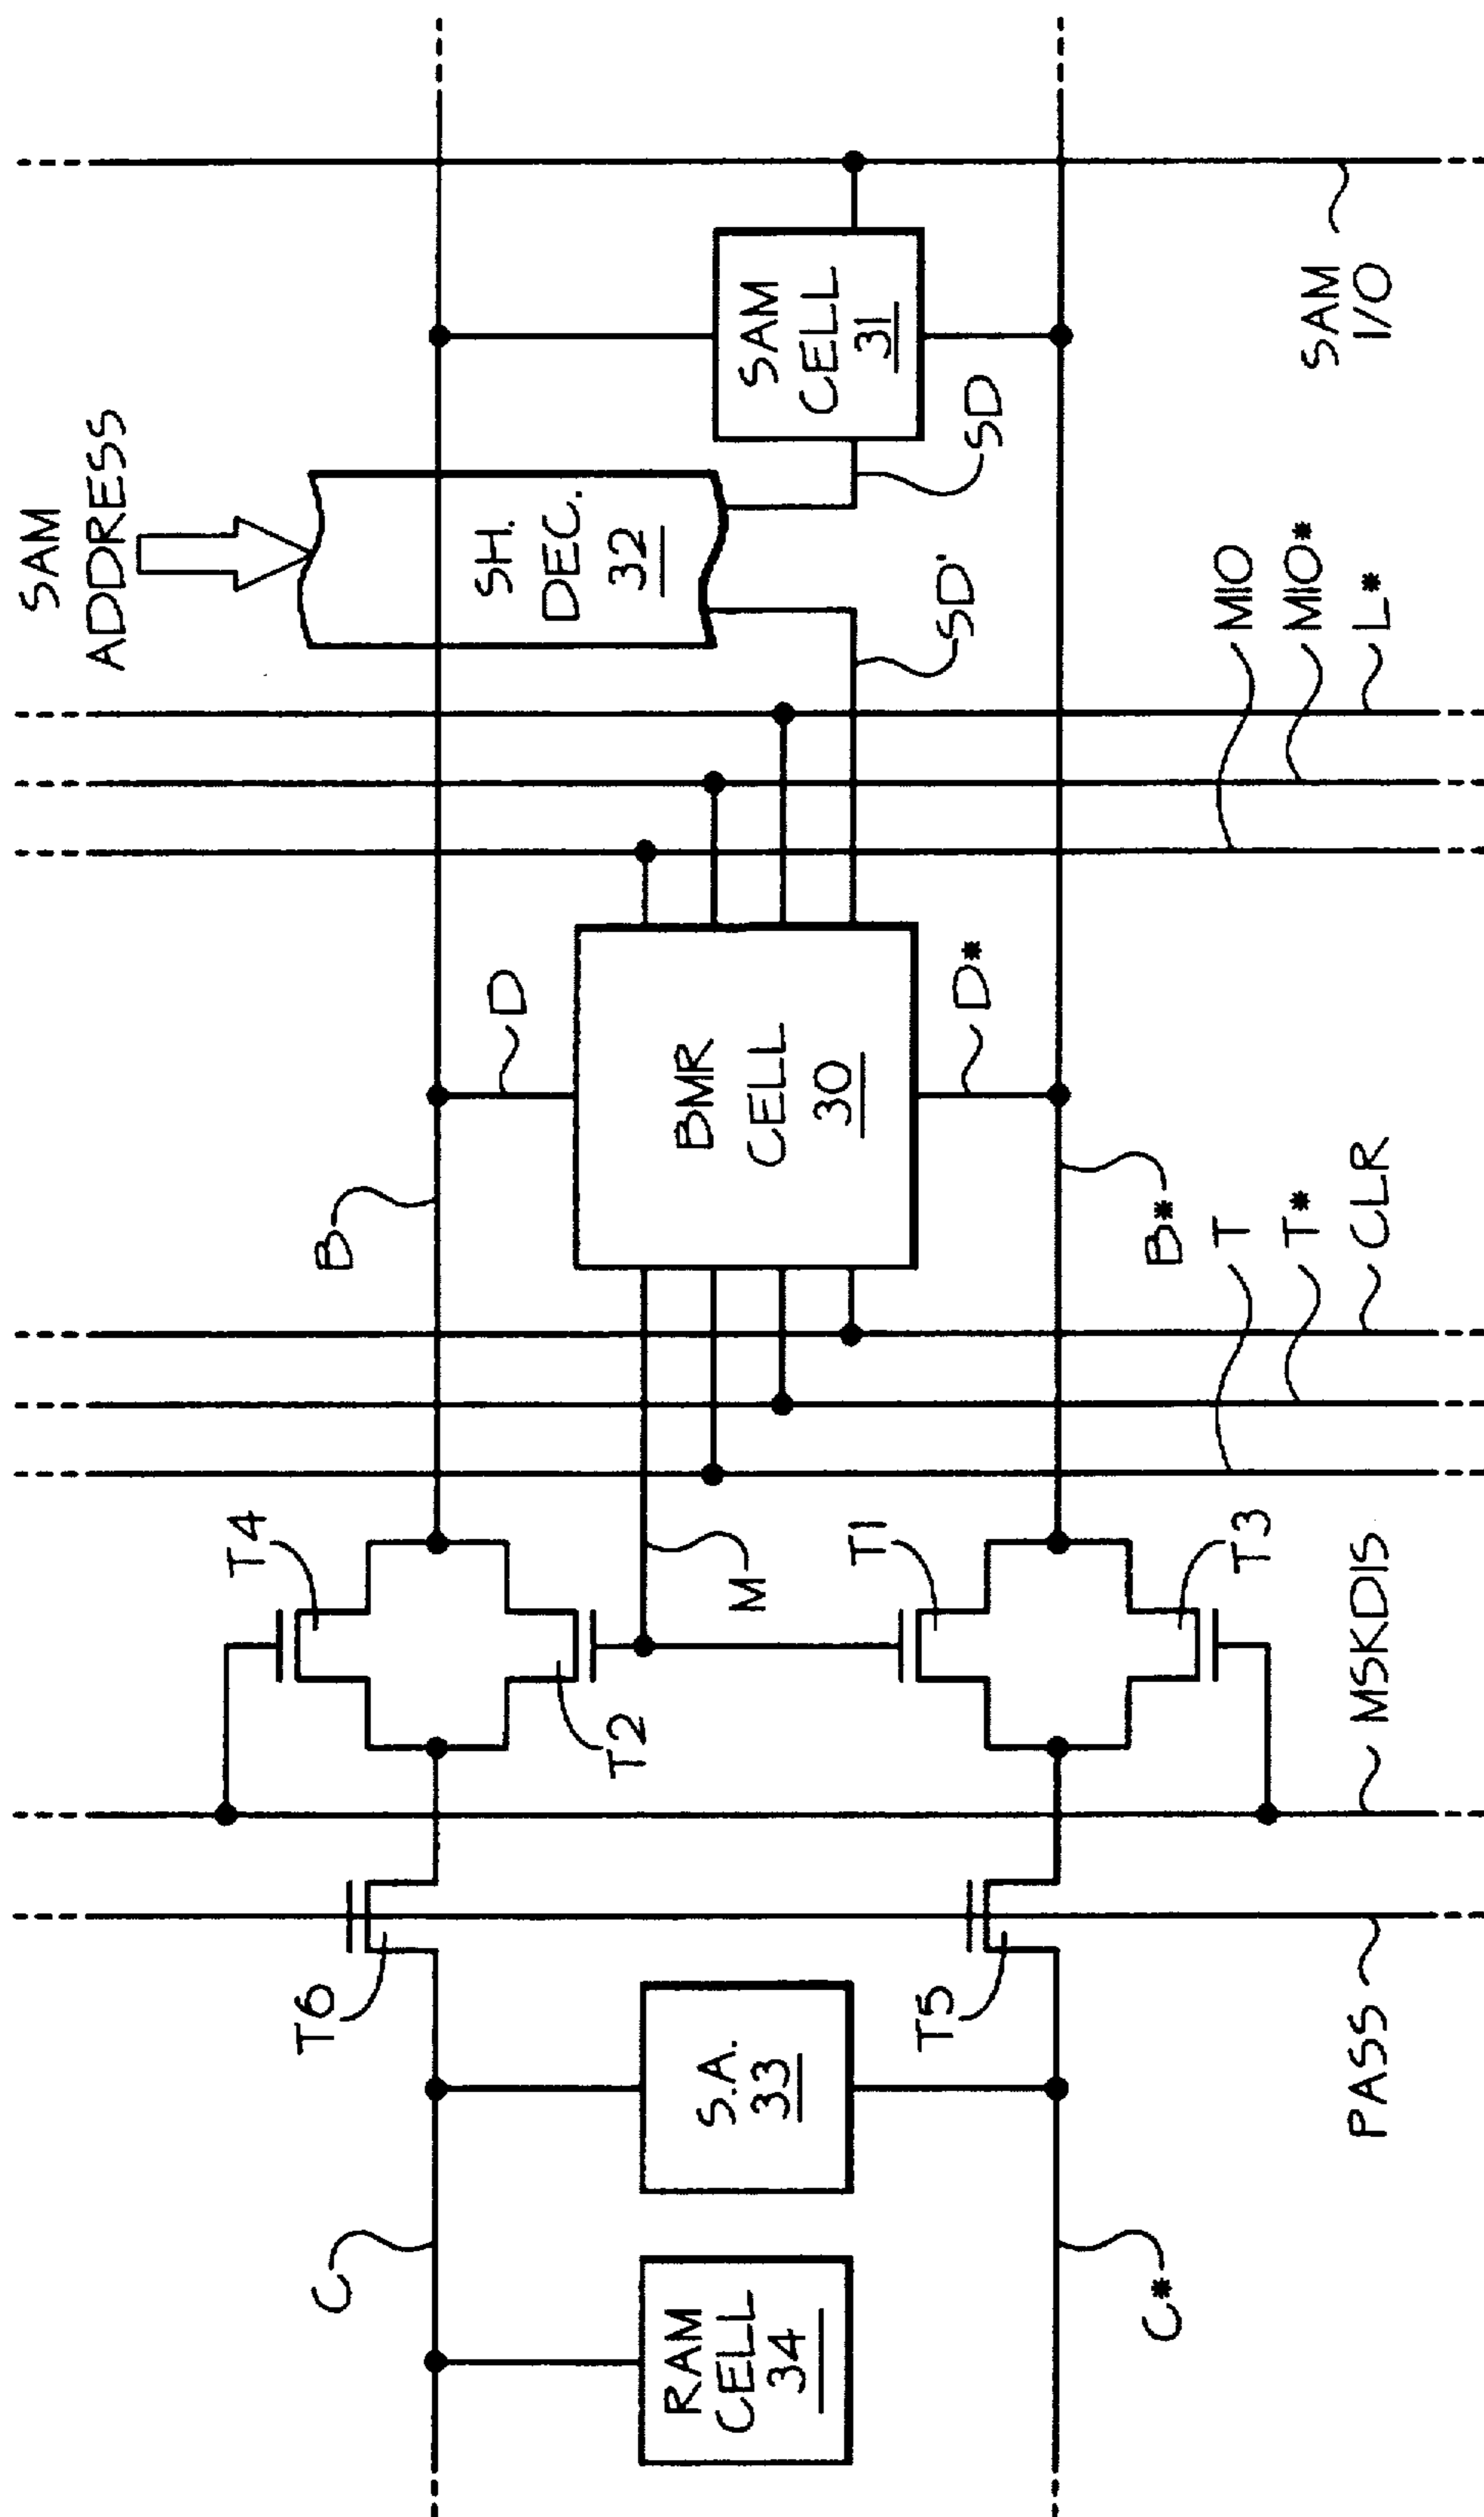 SAM
ADDRESS
SH.
DEC.
32
SAM
CELL
31
SD
SD'
SAM
I/O
MIO
MIO*
L*
D
BMR
CELL
30
D*
B
B*
T
T*
CLR
T4
T2
M
T1
T3
MSKDIS
T6
T5
PASS
S.A.
33
C
C*
RAM
CELL
34